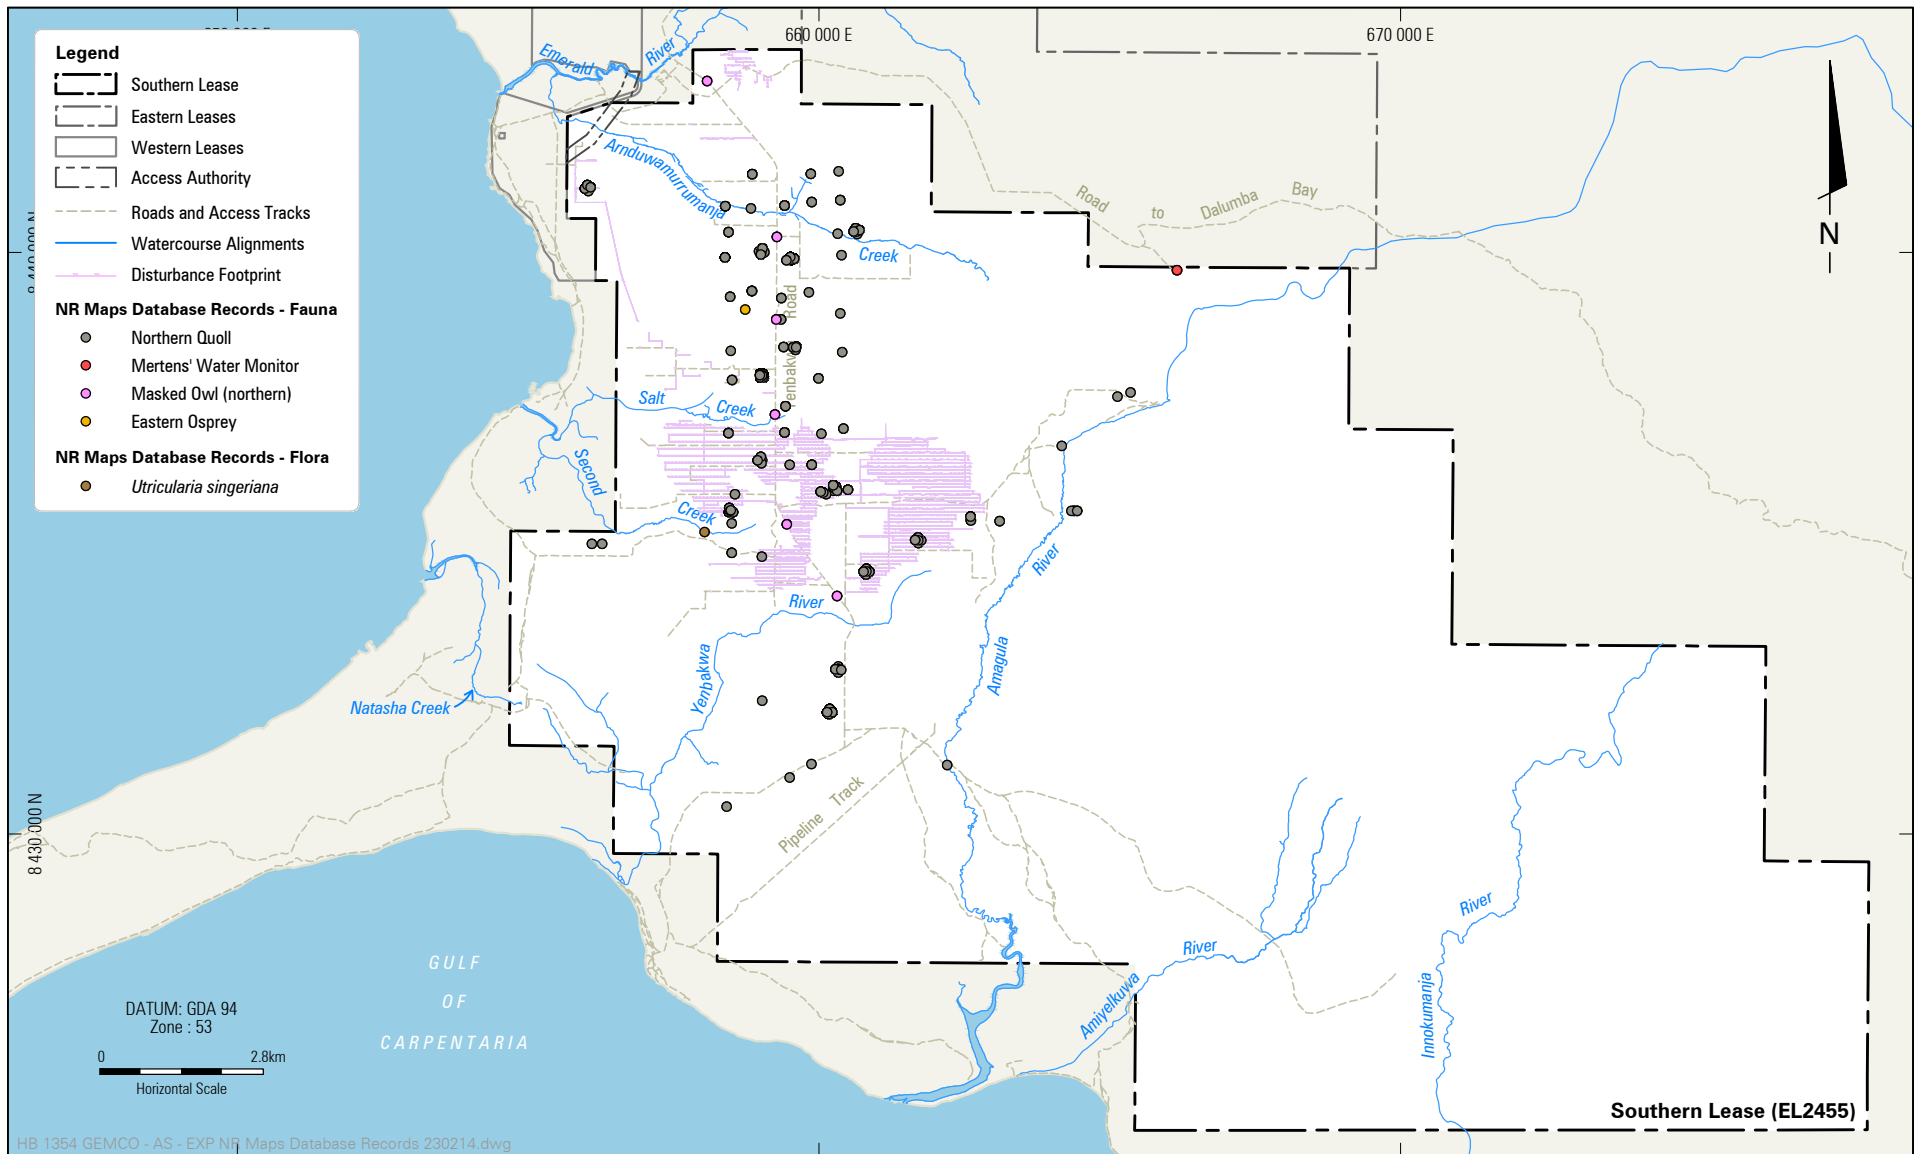 Legend
Southern Lease
Eastern Leases
Western Leases
Access Authority
Roads and Access Tracks
Watercourse Alignments
Disturbance Footprint
NR Maps Database Records - Fauna
Northern Quoll
Mertens' Water Monitor
Masked Owl (northern)
Eastern Osprey
NR Maps Database Records - Flora
Utricularia singeriana
660 000 E
670 000 E
Emerald River
Arnduwamurrumanja Creek
Road to Dalumba Bay
N
Road
Salt Creek
Second Creek
River
Yenbakwa
River
Amagula
Natasha Creek
Pipeline Track
8 430 000 N
River
Amiyelkuwa
River
Innokumanja
GULF
OF
CARPENTARIA
DATUM: GDA 94
Zone : 53
0 2.8km
Horizontal Scale
Southern Lease (EL2455)
HB 1354 GEMCO - AS - EXP NR Maps Database Records 230214.dwg